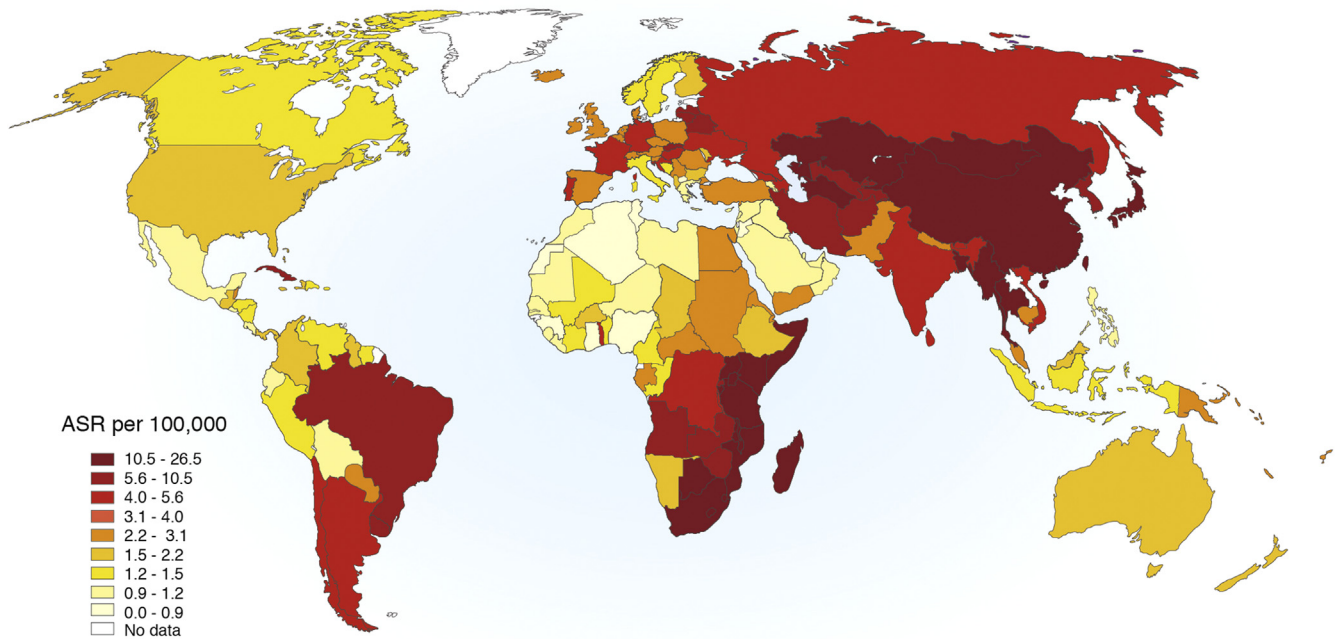 ASR per 100,000
10.5 - 26.5
5.6 - 10.5
4.0 - 5.6
3.1 - 4.0
2.2 - 3.1
1.5 - 2.2
1.2 - 1.5
0.9 - 1.2
0.0 - 0.9
No data